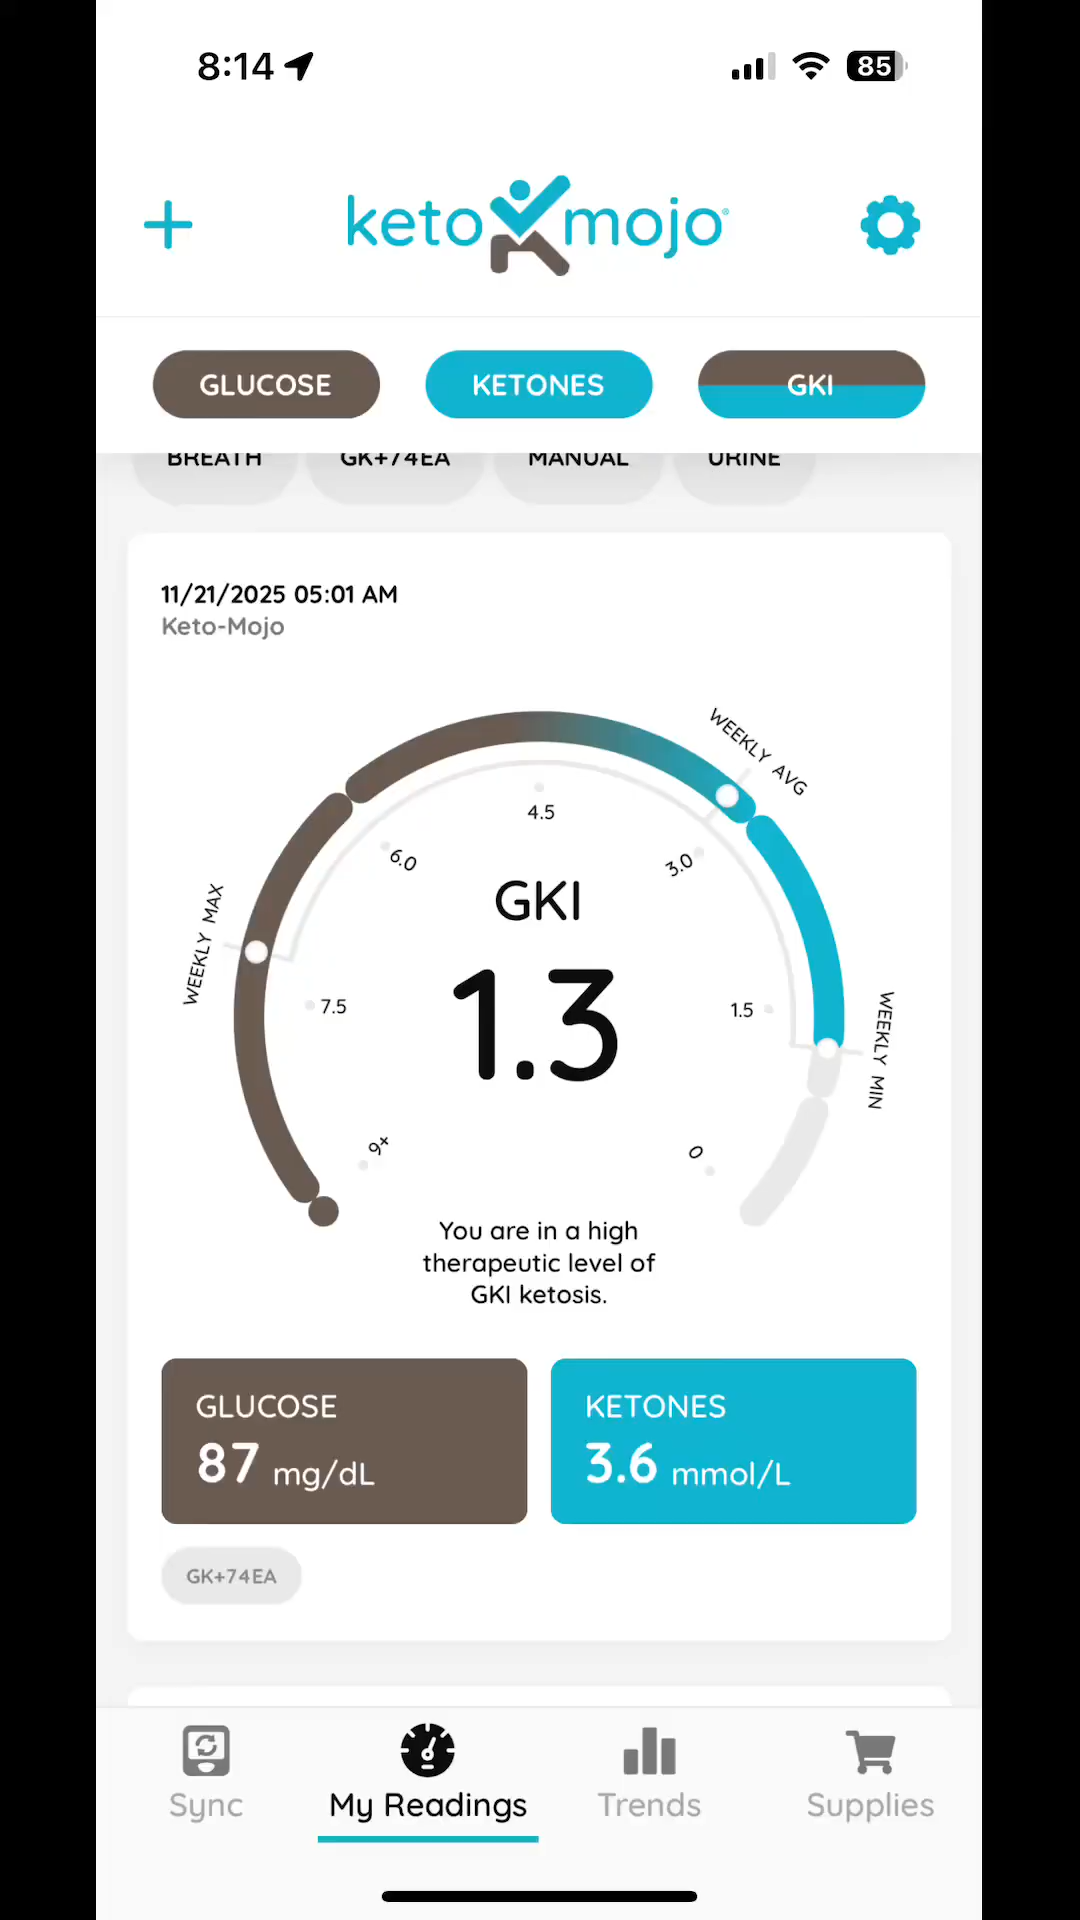 8:14
85
keto mojo®
GLUCOSE
KETONES
GKI
BREATH
GK+74EA
MANUAL
URINE
11/21/2025 05:01 AM
Keto-Mojo
WEEKLY AVG
WEEKLY MAX
WEEKLY MIN
4.5
6.0
3.0
7.5
1.5
9+
0
GKI
1.3
You are in a high
therapeutic level of
GKI ketosis.
GLUCOSE
87 mg/dL
KETONES
3.6 mmol/L
GK+74EA
Sync
My Readings
Trends
Supplies